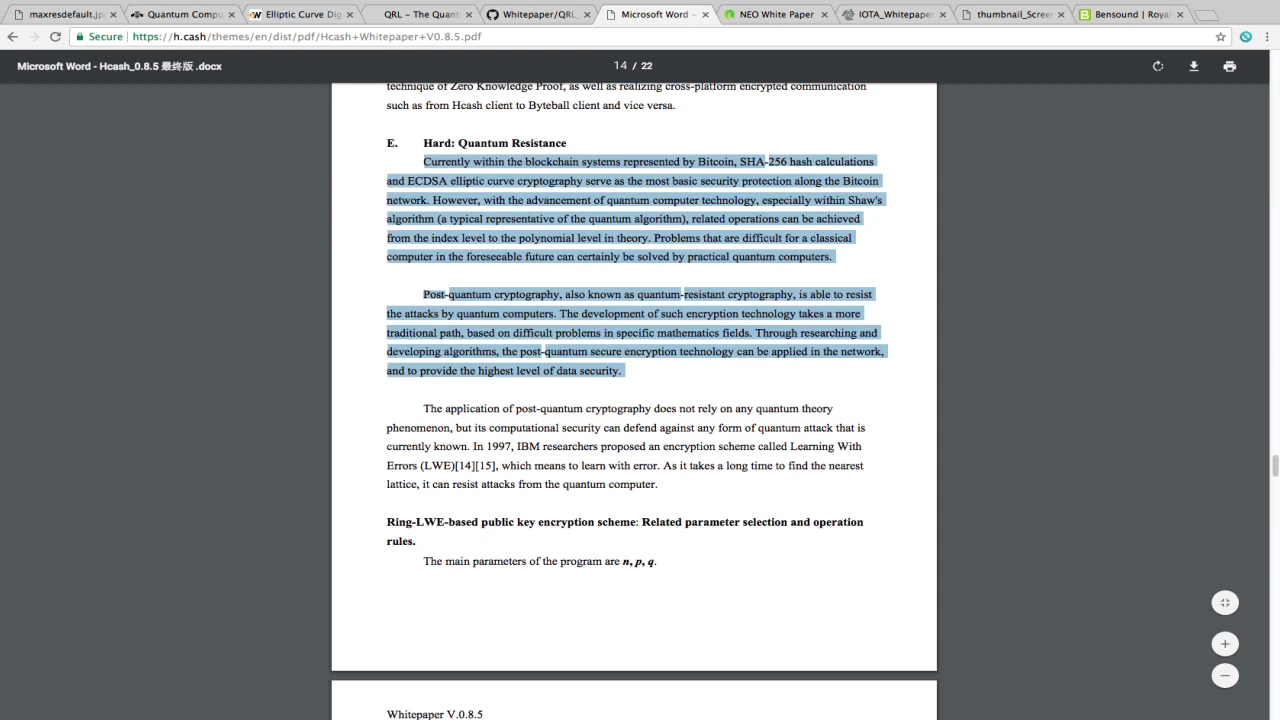 maxresdefault.jp
Quantum Compu
Elliptic Curve Dig
QRL – The Quanti
Whitepaper/QRL_
Microsoft Word –
NEO White Paper
IOTA_Whitepaper
thumbnail_Scree
Bensound | Roya
Secure
https://h.cash/themes/en/dist/pdf/Hcash+Whitepaper+V0.8.5.pdf
Microsoft Word - Hcash_0.8.5 最终版 .docx
14 / 22
technique of Zero Knowledge Proof, as well as realizing cross-platform encrypted communication
such as from Hcash client to Byteball client and vice versa.
E. Hard: Quantum Resistance
Currently within the blockchain systems represented by Bitcoin, SHA-256 hash calculations
and ECDSA elliptic curve cryptography serve as the most basic security protection along the Bitcoin
network. However, with the advancement of quantum computer technology, especially within Shaw's
algorithm (a typical representative of the quantum algorithm), related operations can be achieved
from the index level to the polynomial level in theory. Problems that are difficult for a classical
computer in the foreseeable future can certainly be solved by practical quantum computers.
Post-quantum cryptography, also known as quantum-resistant cryptography, is able to resist
the attacks by quantum computers. The development of such encryption technology takes a more
traditional path, based on difficult problems in specific mathematics fields. Through researching and
developing algorithms, the post-quantum secure encryption technology can be applied in the network,
and to provide the highest level of data security.
The application of post-quantum cryptography does not rely on any quantum theory
phenomenon, but its computational security can defend against any form of quantum attack that is
currently known. In 1997, IBM researchers proposed an encryption scheme called Learning With
Errors (LWE)[14][15], which means to learn with error. As it takes a long time to find the nearest
lattice, it can resist attacks from the quantum computer.
Ring-LWE-based public key encryption scheme: Related parameter selection and operation
rules.
The main parameters of the program are n, p, q.
Whitepaper V.0.8.5